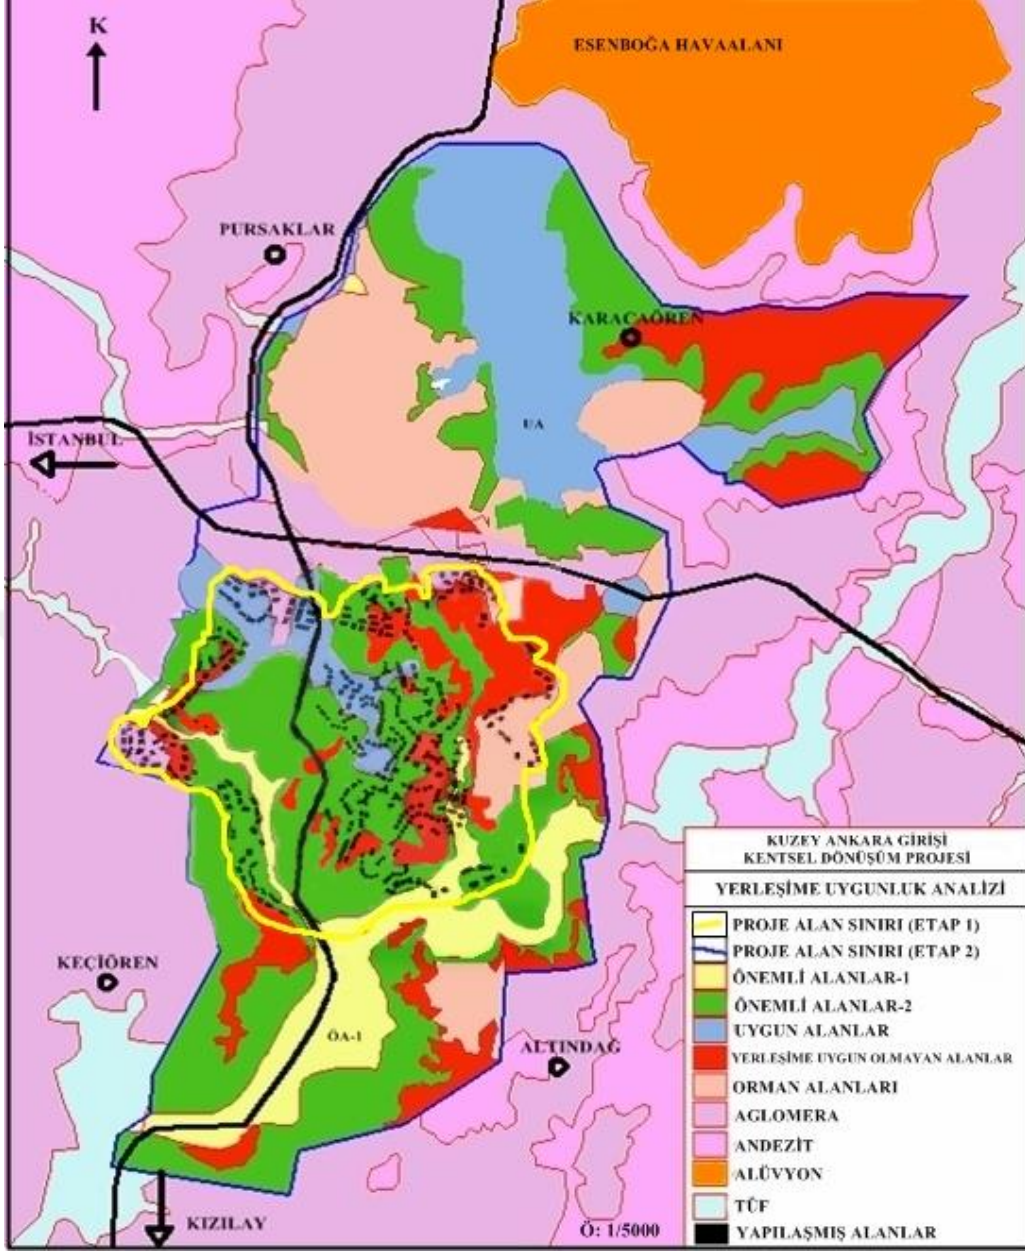 K
ESENBOĞA HAVAALANI
PURSAKLAR
KARACAÖREN
İSTANBUL
UA
KEÇİÖREN
ÖA-1
ALTINDAĞ
KIZILAY
Ö: 1/5000
KUZEY ANKARA GİRİŞİ
KENTSEL DÖNÜŞÜM PROJESİ
YERLEŞİME UYGUNLUK ANALİZİ
PROJE ALAN SINIRI (ETAP 1)
PROJE ALAN SINIRI (ETAP 2)
ÖNEMLİ ALANLAR-1
ÖNEMLİ ALANLAR-2
UYGUN ALANLAR
YERLEŞİME UYGUN OLMAYAN ALANLAR
ORMAN ALANLARI
AGLOMERA
ANDEZİT
ALÜVYON
TÜF
YAPILAŞMIŞ ALANLAR